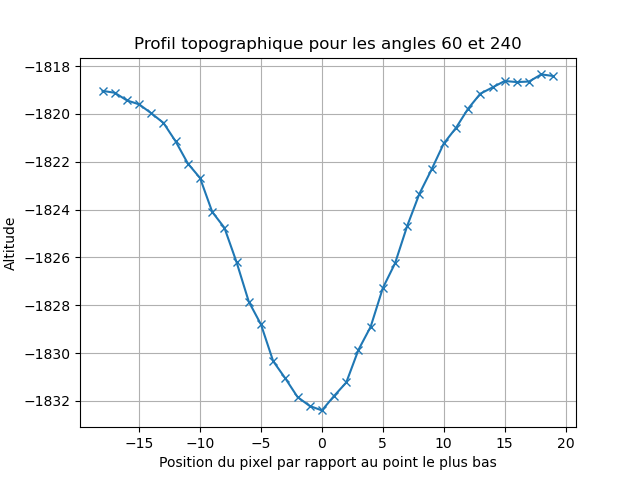 Profil topographique pour les angles 60 et 240
−1818
−1820
−1822
−1824
−1826
−1828
−1830
−1832
Altitude
−15 −10 −5 0 5 10 15 20
Position du pixel par rapport au point le plus bas